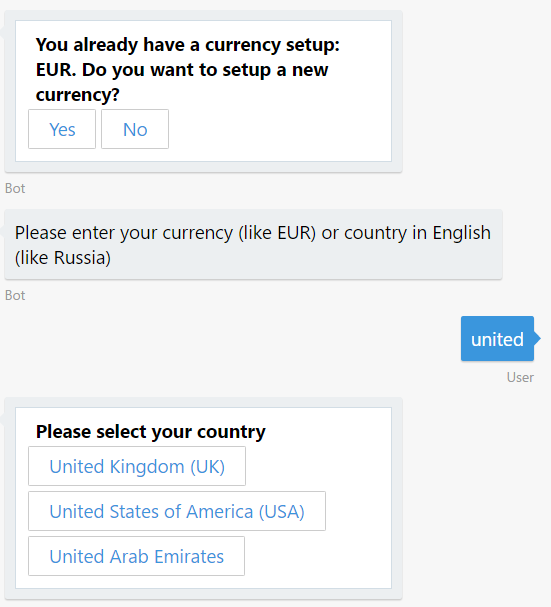 You already have a currency setup:
EUR. Do you want to setup a new
currency?
Yes No
Bot
Please enter your currency (like EUR) or country in English
(like Russia)
Bot
united
User
Please select your country
United Kingdom (UK)
United States of America (USA)
United Arab Emirates